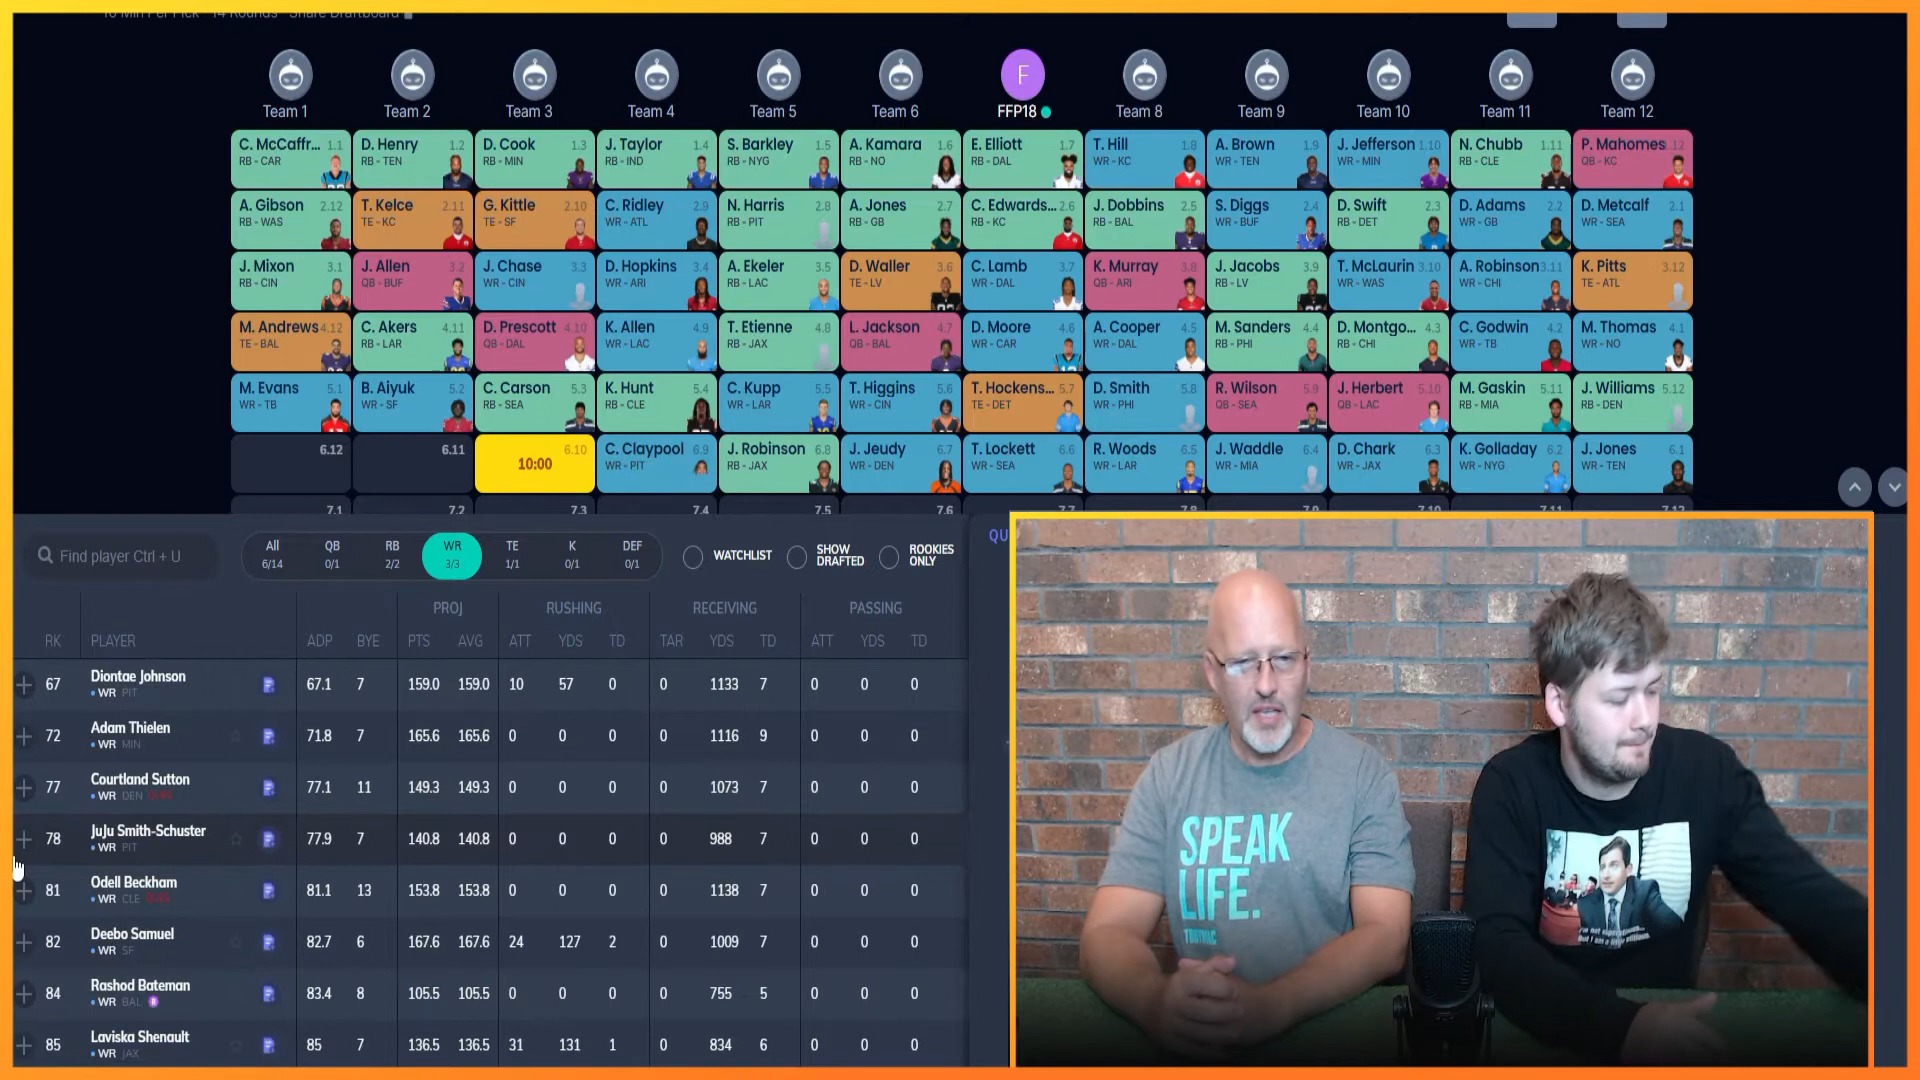 10 Min Per Pick - 14 Rounds - Share Draftboard
Team 1 Team 2 Team 3 Team 4 Team 5 Team 6 F FFP18 Team 8 Team 9 Team 10 Team 11 Team 12
C. McCaffr... 1.1 D. Henry 1.2 D. Cook 1.3 J. Taylor 1.4 S. Barkley 1.5 A. Kamara 1.6 E. Elliott 1.7 T. Hill 1.8 A. Brown 1.9 J. Jefferson 1.10 N. Chubb 1.11 P. Mahomes 1.12
RB - CAR RB - TEN RB - MIN RB - IND RB - NYG RB - NO RB - DAL WR - KC WR - TEN WR - MIN RB - CLE QB - KC
A. Gibson 2.12 T. Kelce 2.11 G. Kittle 2.10 C. Ridley 2.9 N. Harris 2.8 A. Jones 2.7 C. Edwards... 2.6 J. Dobbins 2.5 S. Diggs 2.4 D. Swift 2.3 D. Adams 2.2 D. Metcalf 2.1
RB - WAS TE - KC TE - SF WR - ATL RB - PIT RB - GB RB - KC RB - BAL WR - BUF RB - DET WR - GB WR - SEA
J. Mixon 3.1 J. Allen 3.2 J. Chase 3.3 D. Hopkins 3.4 A. Ekeler 3.5 D. Waller 3.6 C. Lamb 3.7 K. Murray 3.8 J. Jacobs 3.9 T. McLaurin 3.10 A. Robinson 3.11 K. Pitts 3.12
RB - CIN QB - BUF WR - CIN WR - ARI RB - LAC TE - LV WR - DAL QB - ARI RB - LV WR - WAS WR - CHI TE - ATL
M. Andrews 4.12 C. Akers 4.11 D. Prescott 4.10 K. Allen 4.9 T. Etienne 4.8 L. Jackson 4.7 D. Moore 4.6 A. Cooper 4.5 M. Sanders 4.4 D. Montgo... 4.3 C. Godwin 4.2 M. Thomas 4.1
TE - BAL RB - LAR QB - DAL WR - LAC RB - JAX QB - BAL WR - CAR WR - DAL RB - PHI RB - CHI WR - TB WR - NO
M. Evans 5.1 B. Aiyuk 5.2 C. Carson 5.3 K. Hunt 5.4 C. Kupp 5.5 T. Higgins 5.6 T. Hockens... 5.7 D. Smith 5.8 R. Wilson 5.9 J. Herbert 5.10 M. Gaskin 5.11 J. Williams 5.12
WR - TB WR - SF RB - SEA RB - CLE WR - LAR WR - CIN TE - DET WR - PHI QB - SEA QB - LAC RB - MIA RB - DEN
6.12 6.11 10:00 6.10 C. Claypool 6.9 J. Robinson 6.8 J. Jeudy 6.7 T. Lockett 6.6 R. Woods 6.5 J. Waddle 6.4 D. Chark 6.3 K. Golladay 6.2 J. Jones 6.1
WR - PIT RB - JAX WR - DEN WR - SEA WR - LAR WR - MIA WR - JAX WR - NYG WR - TEN
7.1 7.2 7.3 7.4 7.5 7.6 7.7 7.8 7.9 7.10 7.11 7.12
Find player Ctrl + U All QB RB WR TE K DEF WATCHLIST SHOW DRAFTED ROOKIES ONLY QU
6/14 0/1 2/2 3/3 1/1 0/1 0/1
PROJ RUSHING RECEIVING PASSING
RK PLAYER ADP BYE PTS AVG ATT YDS TD TAR YDS TD ATT YDS TD
67 Diontae Johnson 67.1 7 159.0 159.0 10 57 0 0 1133 7 0 0 0
WR PIT
72 Adam Thielen 71.8 7 165.6 165.6 0 0 0 0 1116 9 0 0 0
WR MIN
77 Courtland Sutton 77.1 11 149.3 149.3 0 0 0 0 1073 7 0 0 0
WR DEN
78 JuJu Smith-Schuster 77.9 7 140.8 140.8 0 0 0 0 988 7 0 0 0
WR PIT
81 Odell Beckham 81.1 13 153.8 153.8 0 0 0 0 1138 7 0 0 0
WR CLE
82 Deebo Samuel 82.7 6 167.6 167.6 24 127 2 0 1009 7 0 0 0
WR SF
84 Rashod Bateman 83.4 8 105.5 105.5 0 0 0 0 755 5 0 0 0
WR BAL R
85 Laviska Shenault 85 7 136.5 136.5 31 131 1 0 834 6 0 0 0
WR JAX
SPEAK
LIFE.
TOBYMAC
I'm not superstitious...
But I am a little stitious.